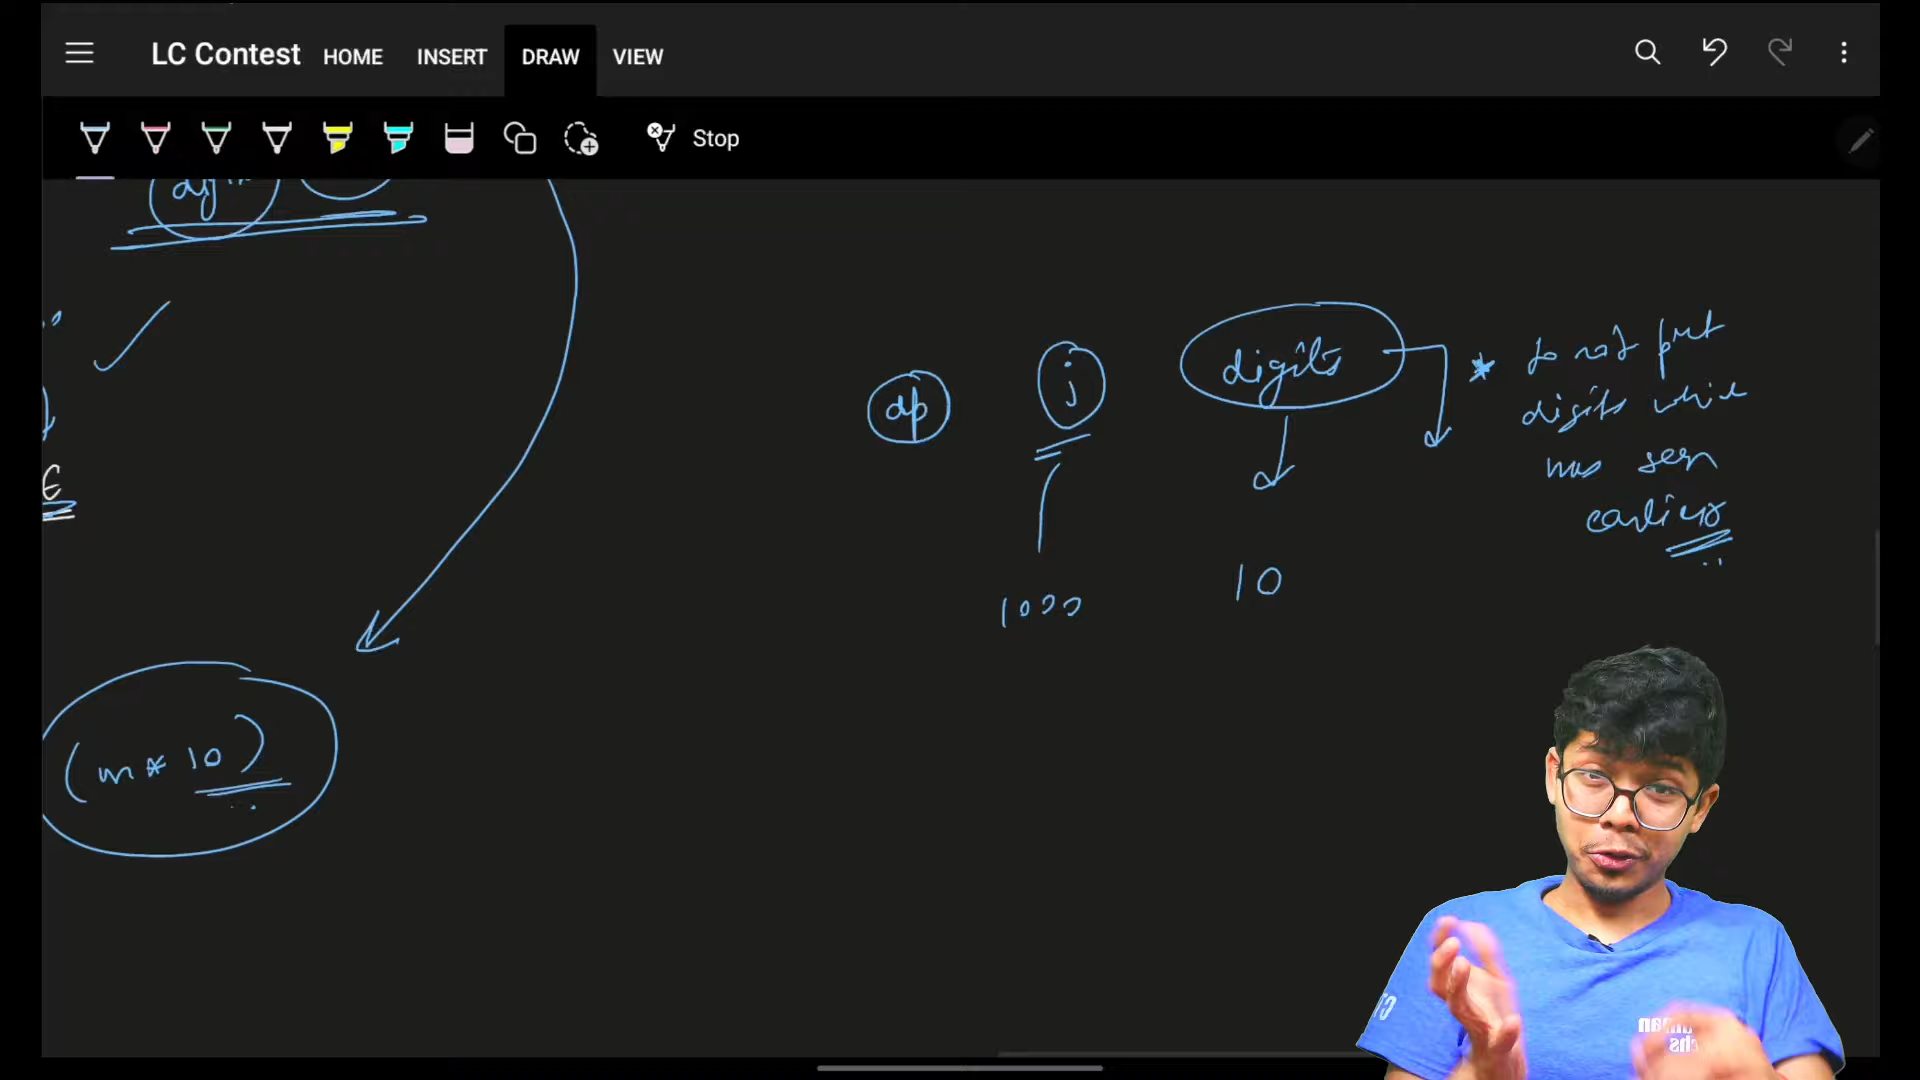 LC Contest HOME INSERT DRAW VIEW
Stop
E
dp j digits
* do not put
digits which
was seen
earlier
1000 10
(m * 10)